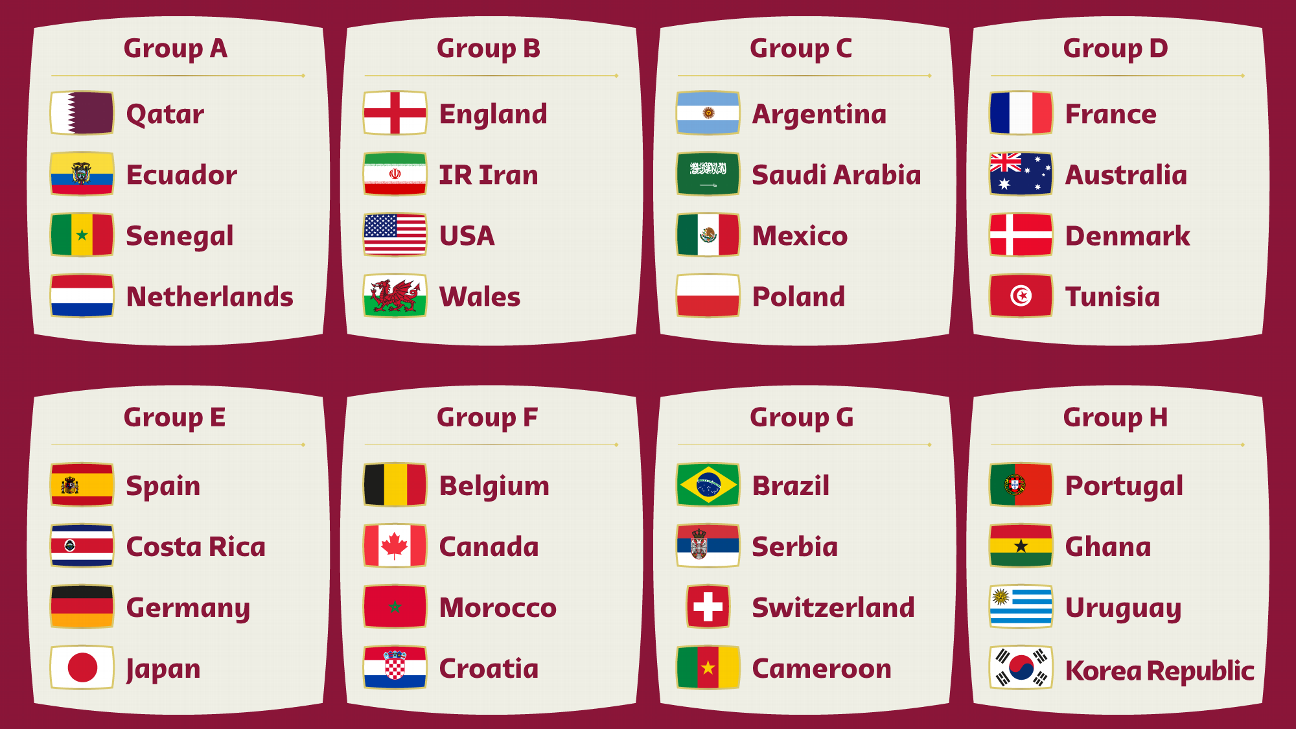 Group A
Qatar
Ecuador
Senegal
Netherlands
Group B
England
IR Iran
USA
Wales
Group C
Argentina
Saudi Arabia
Mexico
Poland
Group D
France
Australia
Denmark
Tunisia
Group E
Spain
Costa Rica
Germany
Japan
Group F
Belgium
Canada
Morocco
Croatia
Group G
Brazil
Serbia
Switzerland
Cameroon
Group H
Portugal
Ghana
Uruguay
Korea Republic